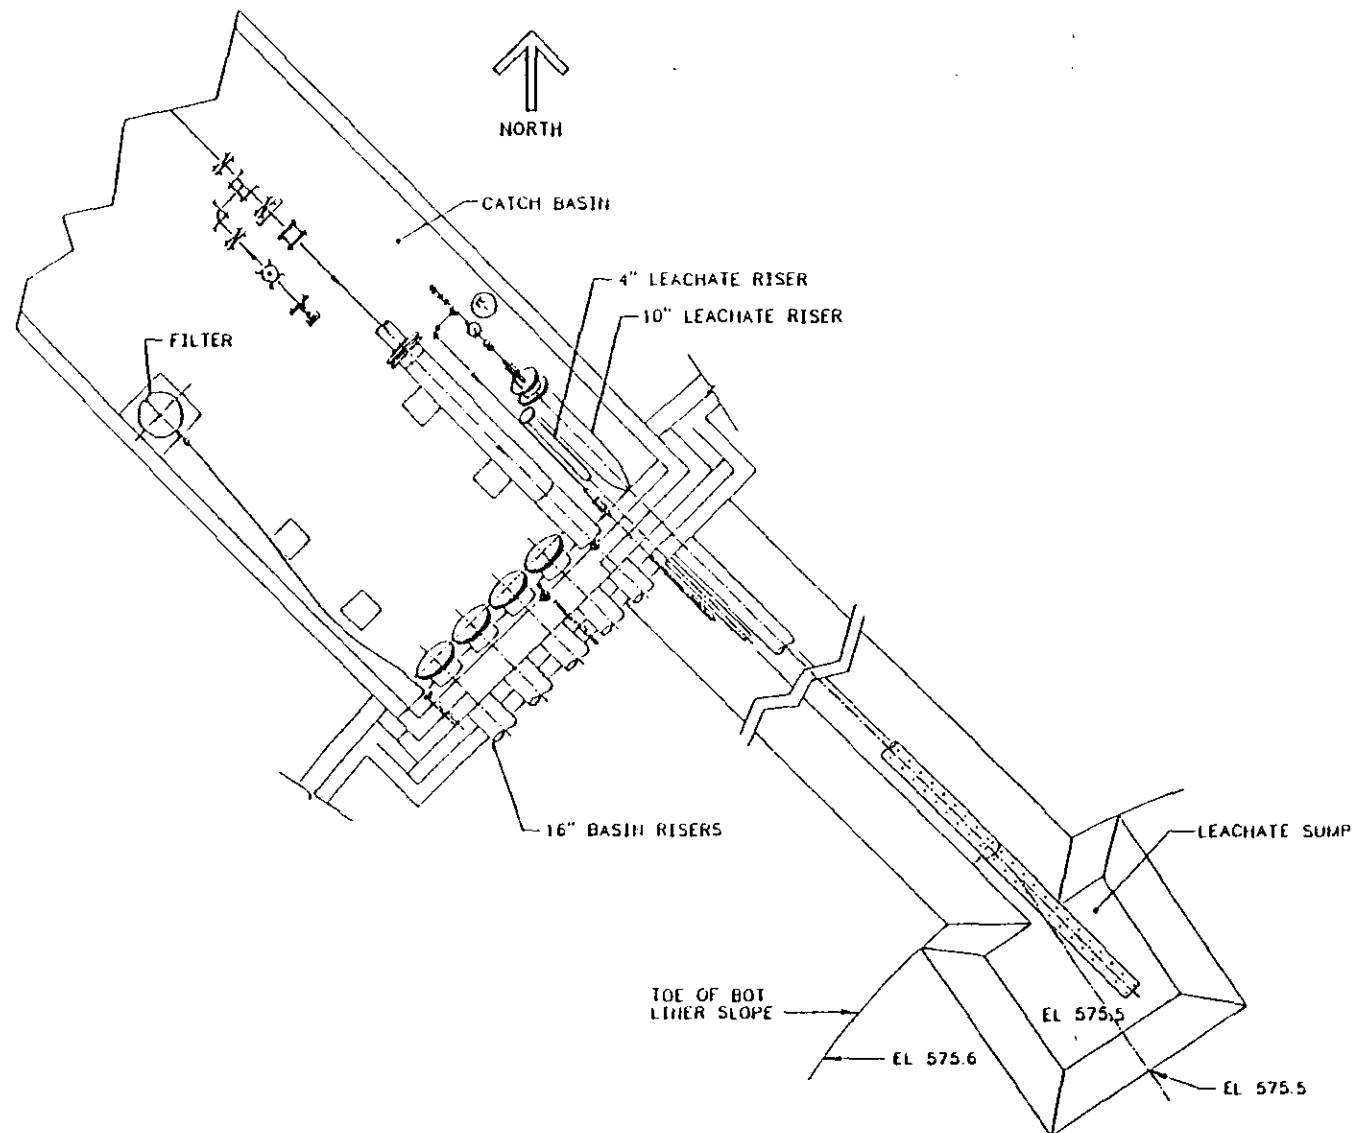 NORTH
CATCH BASIN
4" LEACHATE RISER
10" LEACHATE RISER
FILTER
16" BASIN RISERS
LEACHATE SUMP
TOE OF BOT
LINER SLOPE
EL 575.5
EL 575.6
EL 575.5